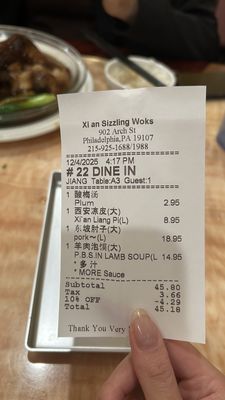 Xi an Sizzling Woks
902 Arch St
Philadelphia,PA 19107
215-925-1688/1988
12/4/2025 4:17 PM
# 22 DINE IN
JIANG Table:A3 Guest:1
1 酸梅汤
Plum 2.95
1 西安凉皮(大)
Xi'an Liang Pi(L) 8.95
1 东坡肘子(大)
pork～(L) 18.95
1 羊肉泡馍(大)
P.B.S.IN LAMB SOUP(L 14.95
* 多 汁
* MORE Sauce
Subtotal 45.80
Tax 3.66
10% OFF -4.29
Total 45.18
Thank You Very